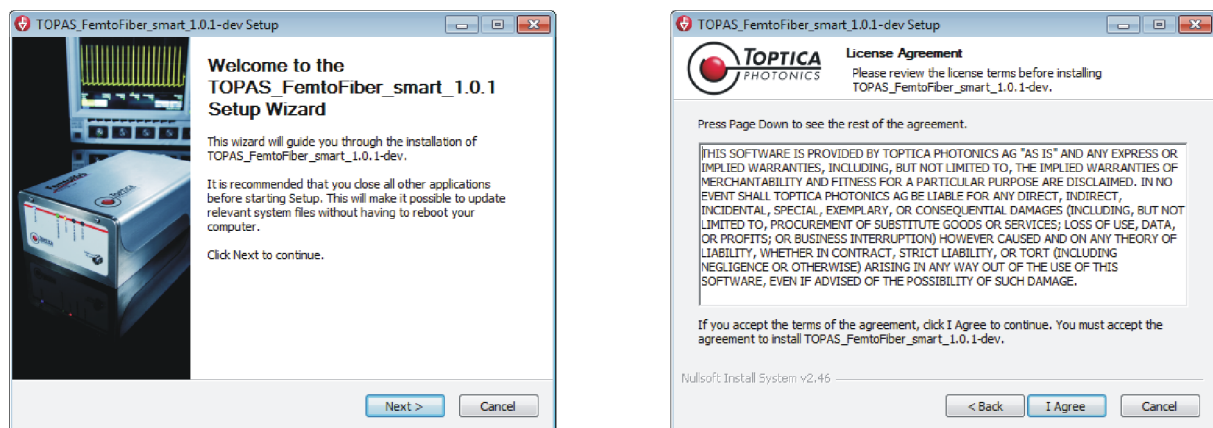 TOPAS_FemtoFiber_smart_1.0.1-dev Setup
Welcome to the
TOPAS_FemtoFiber_smart_1.0.1
Setup Wizard
This wizard will guide you through the installation of
TOPAS_FemtoFiber_smart_1.0.1-dev.
It is recommended that you close all other applications
before starting Setup. This will make it possible to update
relevant system files without having to reboot your
computer.
Click Next to continue.
TOPTICA
Next >
Cancel
TOPAS_FemtoFiber_smart_1.0.1-dev Setup
TOPTICA
PHOTONICS
License Agreement
Please review the license terms before installing
TOPAS_FemtoFiber_smart_1.0.1-dev.
Press Page Down to see the rest of the agreement.
THIS SOFTWARE IS PROVIDED BY TOPTICA PHOTONICS AG "AS IS" AND ANY EXPRESS OR
IMPLIED WARRANTIES, INCLUDING, BUT NOT LIMITED TO, THE IMPLIED WARRANTIES OF
MERCHANTABILITY AND FITNESS FOR A PARTICULAR PURPOSE ARE DISCLAIMED. IN NO
EVENT SHALL TOPTICA PHOTONICS AG BE LIABLE FOR ANY DIRECT, INDIRECT,
INCIDENTAL, SPECIAL, EXEMPLARY, OR CONSEQUENTIAL DAMAGES (INCLUDING, BUT NOT
LIMITED TO, PROCUREMENT OF SUBSTITUTE GOODS OR SERVICES; LOSS OF USE, DATA,
OR PROFITS; OR BUSINESS INTERRUPTION) HOWEVER CAUSED AND ON ANY THEORY OF
LIABILITY, WHETHER IN CONTRACT, STRICT LIABILITY, OR TORT (INCLUDING
NEGLIGENCE OR OTHERWISE) ARISING IN ANY WAY OUT OF THE USE OF THIS
SOFTWARE, EVEN IF ADVISED OF THE POSSIBILITY OF SUCH DAMAGE.
If you accept the terms of the agreement, click I Agree to continue. You must accept the
agreement to install TOPAS_FemtoFiber_smart_1.0.1-dev.
Nullsoft Install System v2.46
< Back
I Agree
Cancel